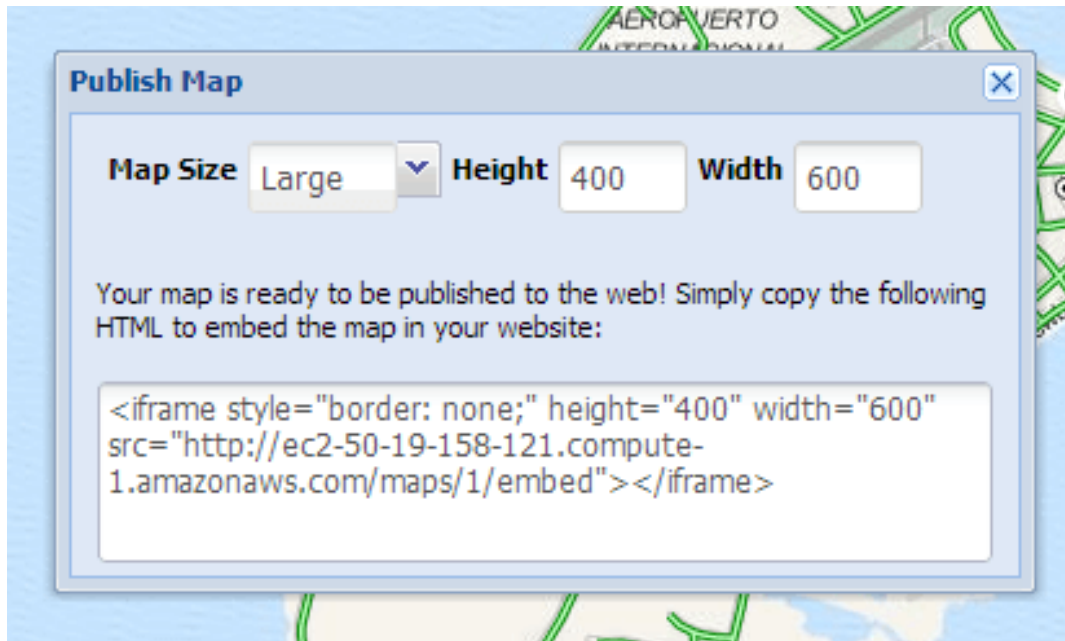 AEROPUERTO
INTERNACIONAL
Publish Map
Map Size Large Height 400 Width 600
Your map is ready to be published to the web! Simply copy the following
HTML to embed the map in your website:
<iframe style="border: none;" height="400" width="600"
src="http://ec2-50-19-158-121.compute-
1.amazonaws.com/maps/1/embed"></iframe>